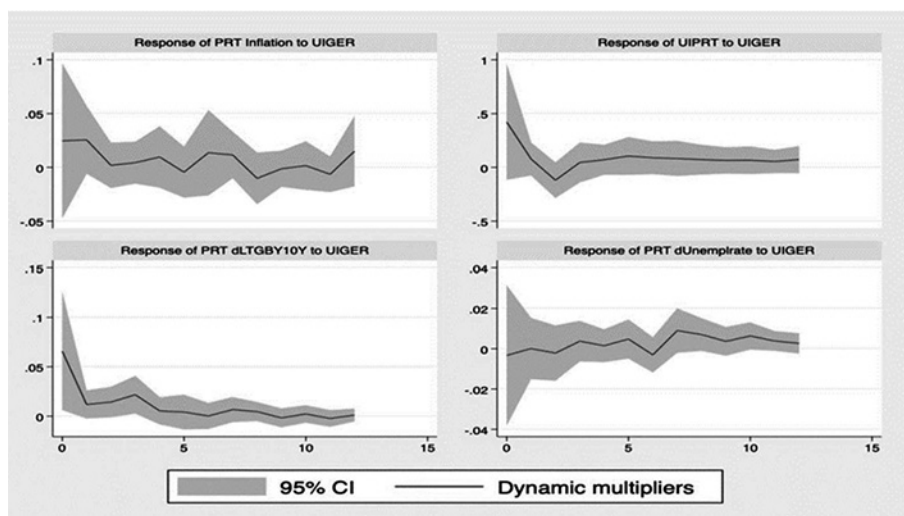 Response of PRT Inflation to UIGER
Response of UIPRT to UIGER
.1
.05
0
-.05
1
.5
0
-.5
Response of PRT dLTGBY10Y to UIGER
Response of PRT dUnemplrate to UIGER
.15
.1
.05
0
.04
.02
0
-.02
-.04
0 5 10 15
0 5 10 15
95% CI Dynamic multipliers